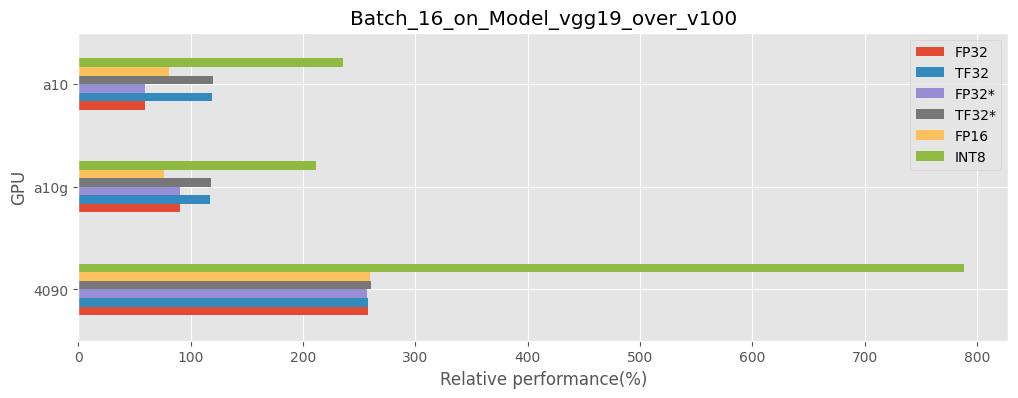 Batch_16_on_Model_vgg19_over_v100
FP32
TF32
FP32*
TF32*
FP16
INT8
GPU
a10
a10g
4090
0 100 200 300 400 500 600 700 800
Relative performance(%)